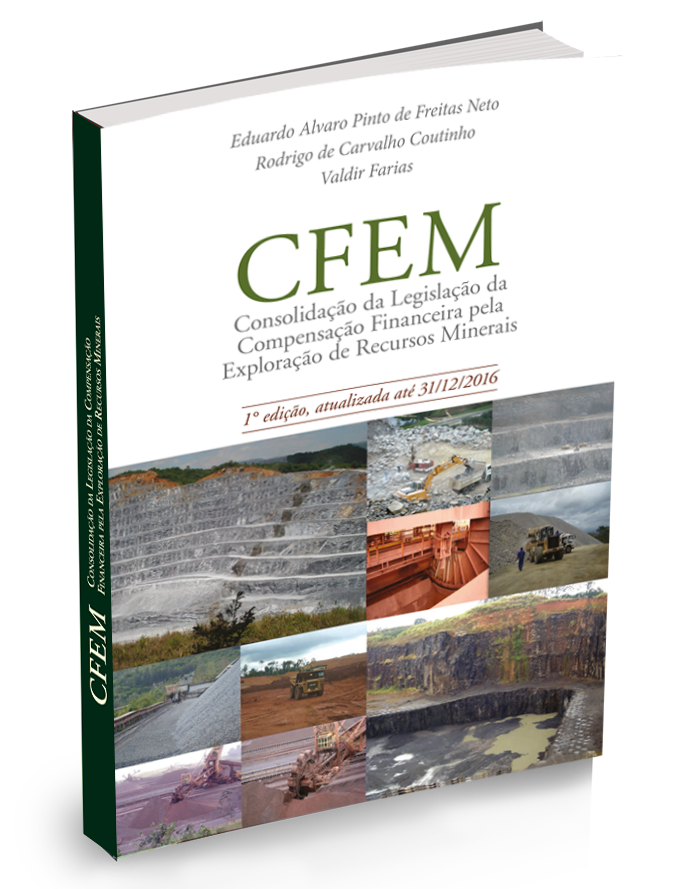 Eduardo Alvaro Pinto de Freitas Neto
Rodrigo de Carvalho Coutinho
Valdir Farias
CFEM
Consolidação da Legislação da
Compensação Financeira pela
Exploração de Recursos Minerais
1° edição, atualizada até 31/12/2016
CFEM
Consolidação da Legislação da Compensação
Financeira pela Exploração de Recursos Minerais